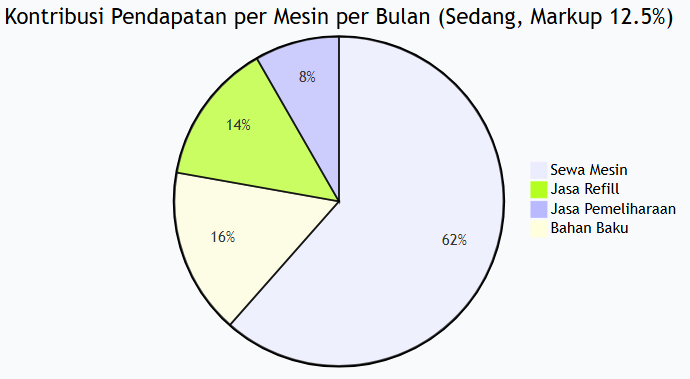 Kontribusi Pendapatan per Mesin per Bulan (Sedang, Markup 12.5%)
8%
14%
16%
62%
Sewa Mesin
Jasa Refill
Jasa Pemeliharaan
Bahan Baku